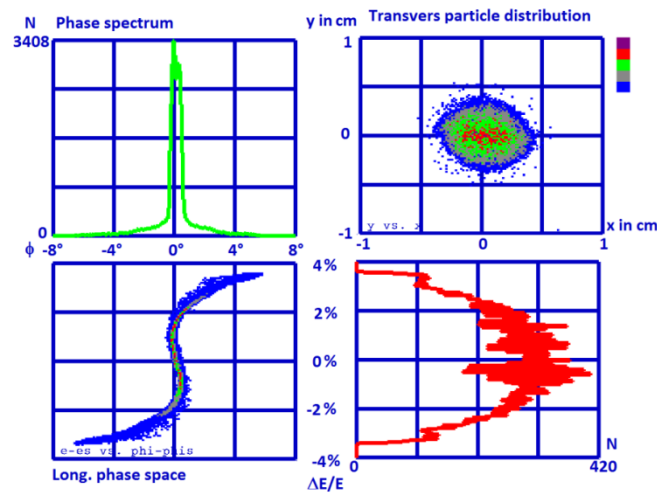 N Phase spectrum
y in cm Transvers particle distribution
3408
1
0
0
-1
y vs. x
x in cm
ϕ -8° -4° 0° 4° 8°
-1 0 1
4%
2%
0%
-2%
-4%
e-es vs. phi-phis
Long. phase space
N
0 420
ΔE/E